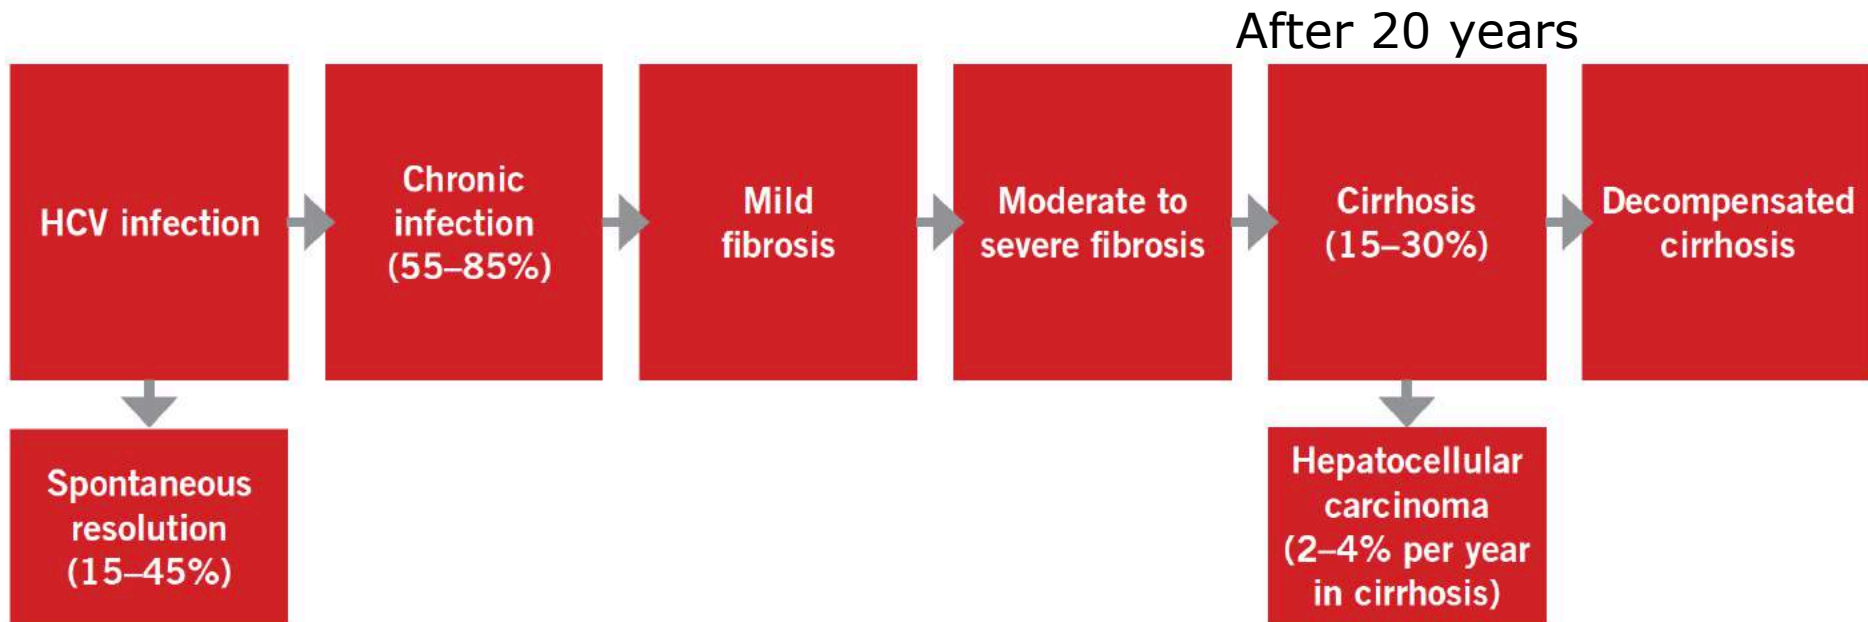 After 20 years
HCV infection
Chronic
infection
(55–85%)
Mild
fibrosis
Moderate to
severe fibrosis
Cirrhosis
(15–30%)
Decompensated
cirrhosis
Spontaneous
resolution
(15–45%)
Hepatocellular
carcinoma
(2–4% per year
in cirrhosis)